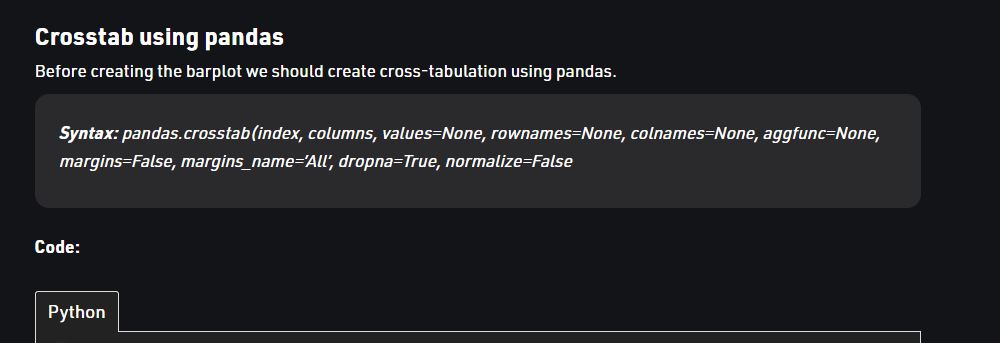 Crosstab using pandas
Before creating the barplot we should create cross-tabulation using pandas.
Syntax: pandas.crosstab(index, columns, values=None, rownames=None, colnames=None, aggfunc=None,
margins=False, margins_name=’All’, dropna=True, normalize=False
Code:
Python